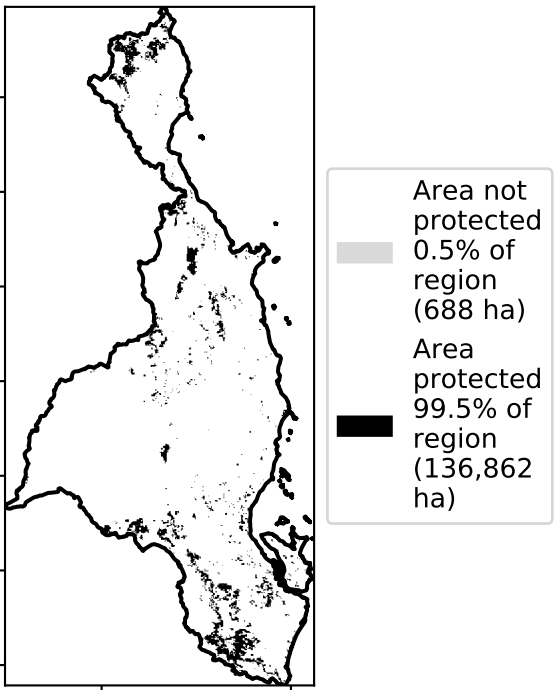 Area not
protected
0.5% of
region
(688 ha)
Area
protected
99.5% of
region
(136,862
ha)